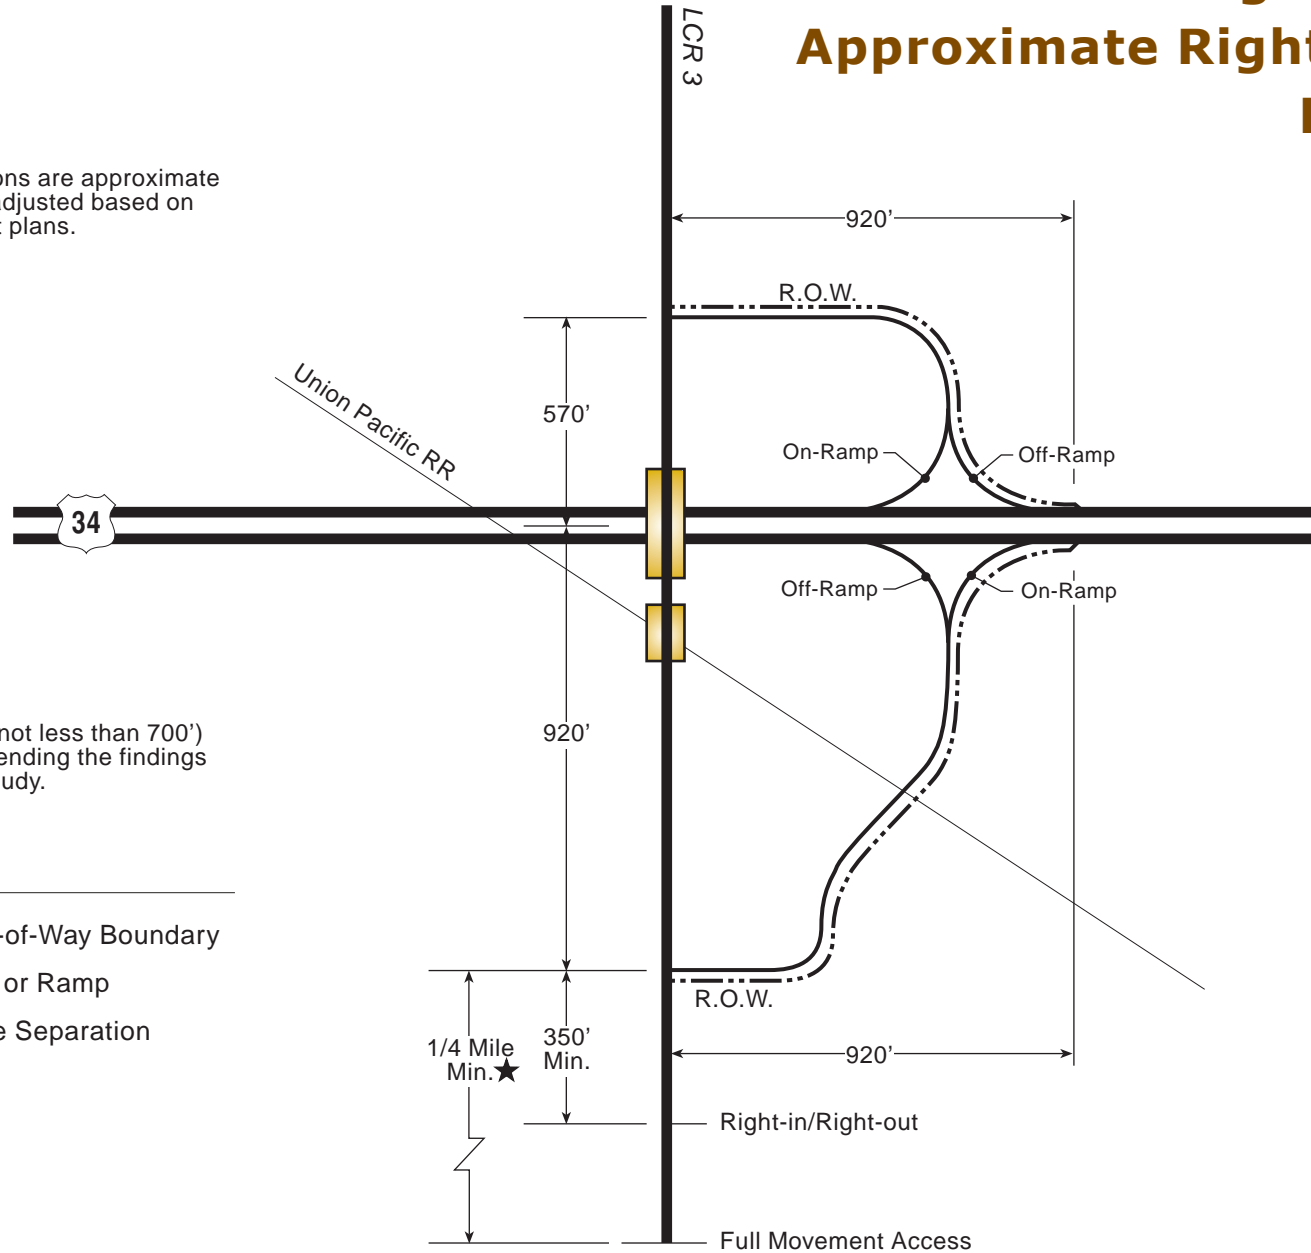 Approximate Right
LCR 3
ons are approximate
adjusted based on
t plans.
920’
R.O.W.
Union Pacific RR
570’
On-Ramp
Off-Ramp
34
Off-Ramp
On-Ramp
not less than 700’)
ending the findings
udy.
920’
-of-Way Boundary
or Ramp
e Separation
R.O.W.
1/4 Mile
Min.★
350’
Min.
920’
Right-in/Right-out
Full Movement Access